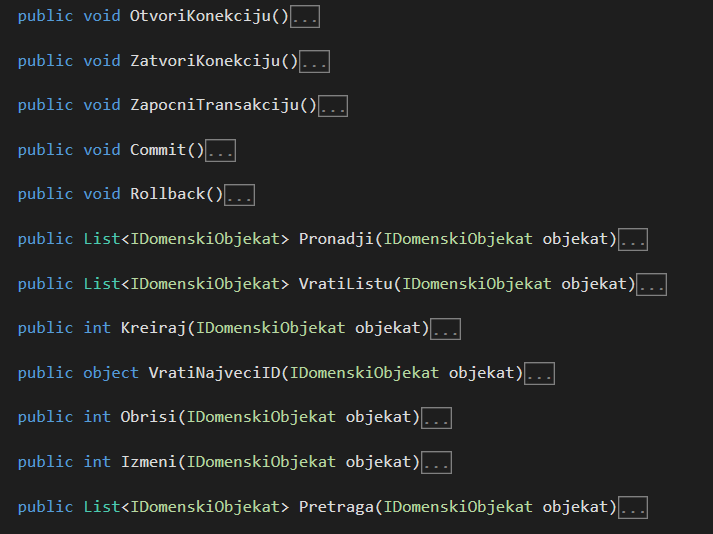 public void OtvoriKonekciju()...
public void ZatvoriKonekciju()...
public void ZapocniTransakciju()...
public void Commit()...
public void Rollback()...
public List<IDomenskiObjekat> Pronadji(IDomenskiObjekat objekat)...
public List<IDomenskiObjekat> VratiListu(IDomenskiObjekat objekat)...
public int Kreiraj(IDomenskiObjekat objekat)...
public object VratiNajveciID(IDomenskiObjekat objekat)...
public int Obrisi(IDomenskiObjekat objekat)...
public int Izmeni(IDomenskiObjekat objekat)...
public List<IDomenskiObjekat> Pretraga(IDomenskiObjekat objekat)...